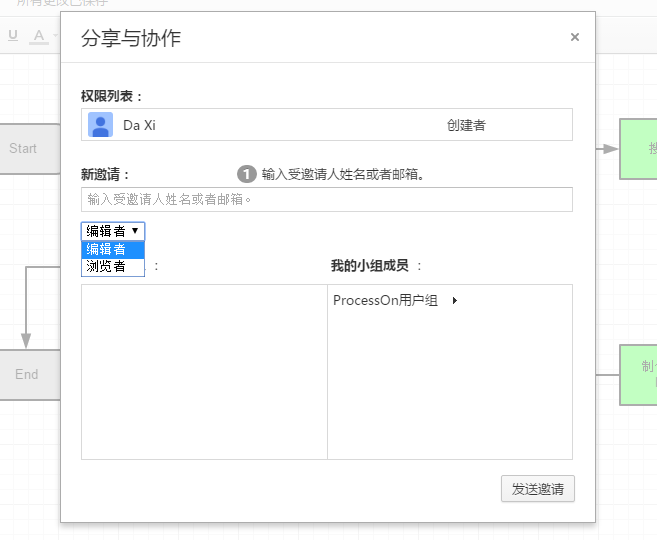 所有更改已保存
U A
分享与协作 ×
权限列表：
Da Xi 创建者
Start
新邀请： 1 输入受邀请人姓名或者邮箱。
输入受邀请人姓名或者邮箱。
编辑者 ▼
编辑者
浏览者 ： 我的小组成员 ：
ProcessOn用户组
End
制
发送邀请